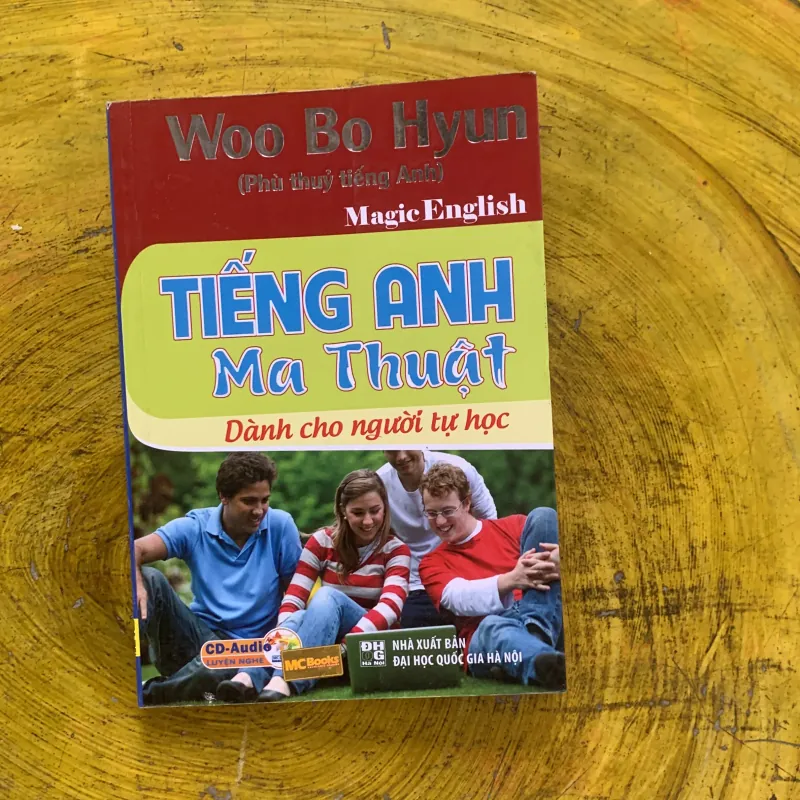 Woo Bo Hyun
(Phù thuỷ tiếng Anh)
Magic English
TIẾNG ANH
Ma Thuật
Dành cho người tự học
CD-Audio
LUYỆN NGHE
MCBooks
ĐH
QG
Hà Nội
NHÀ XUẤT BẢN
ĐẠI HỌC QUỐC GIA HÀ NỘI